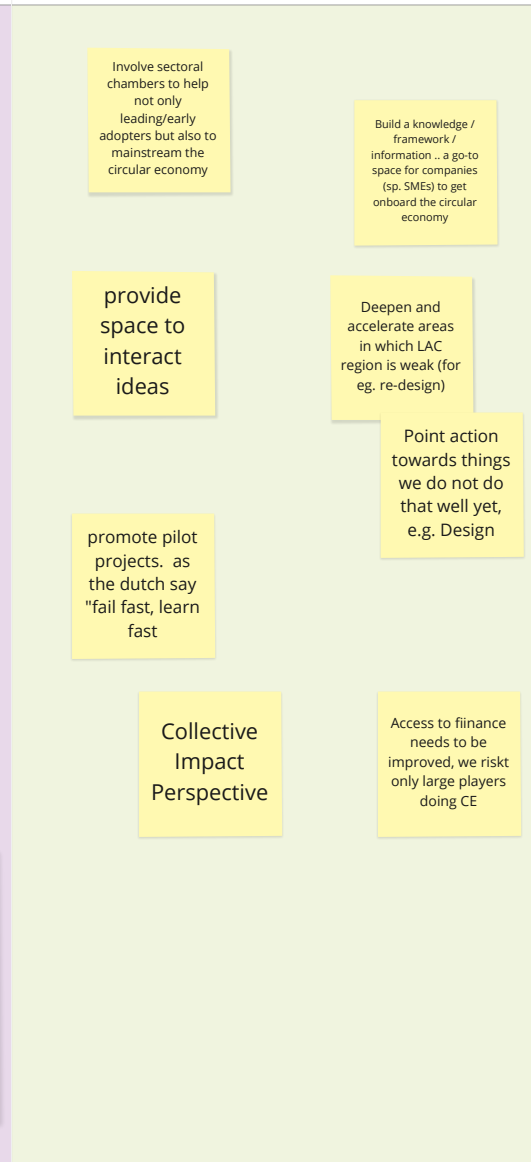 Involve sectoral
chambers to help
not only
leading/early
adopters but also to
mainstream the
circular economy
Build a knowledge /
framework /
information .. a go-to
space for companies
(sp. SMEs) to get
onboard the circular
economy
provide
space to
interact
ideas
Deepen and
accelerate areas
in which LAC
region is weak (for
eg. re-design)
Point action
towards things
we do not do
that well yet,
e.g. Design
promote pilot
projects. as
the dutch say
"fail fast, learn
fast
Collective
Impact
Perspective
Access to fiinance
needs to be
improved, we riskt
only large players
doing CE